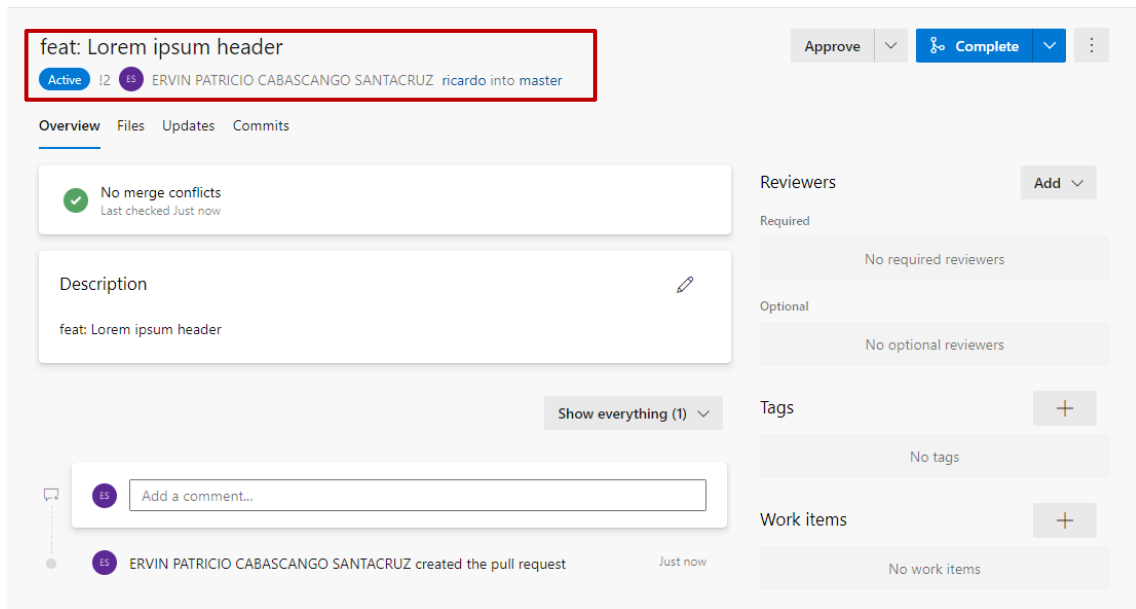 feat: Lorem ipsum header
Approve
Complete
Active !2 ES ERVIN PATRICIO CABASCANGO SANTACRUZ ricardo into master
Overview Files Updates Commits
No merge conflicts
Last checked Just now
Description
feat: Lorem ipsum header
Show everything (1)
ES Add a comment...
ES ERVIN PATRICIO CABASCANGO SANTACRUZ created the pull request Just now
Reviewers Add
Required
No required reviewers
Optional
No optional reviewers
Tags
No tags
Work items
No work items